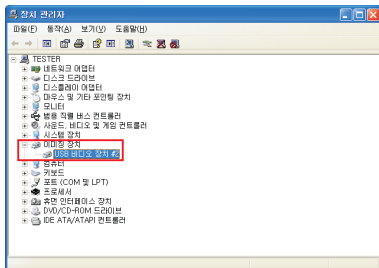 장치 관리자
파일(F) 동작(A) 보기(V) 도움말(H)
TESTER
네트워크 어댑터
디스크 드라이브
디스플레이 어댑터
마우스 및 기타 포인팅 장치
모니터
범용 직렬 버스 컨트롤러
사운드, 비디오 및 게임 컨트롤러
시스템 장치
이미징 장치
USB 비디오 장치 #2
컴퓨터
키보드
포트 (COM 및 LPT)
프로세서
휴먼 인터페이스 장치
DVD/CD-ROM 드라이브
IDE ATA/ATAPI 컨트롤러